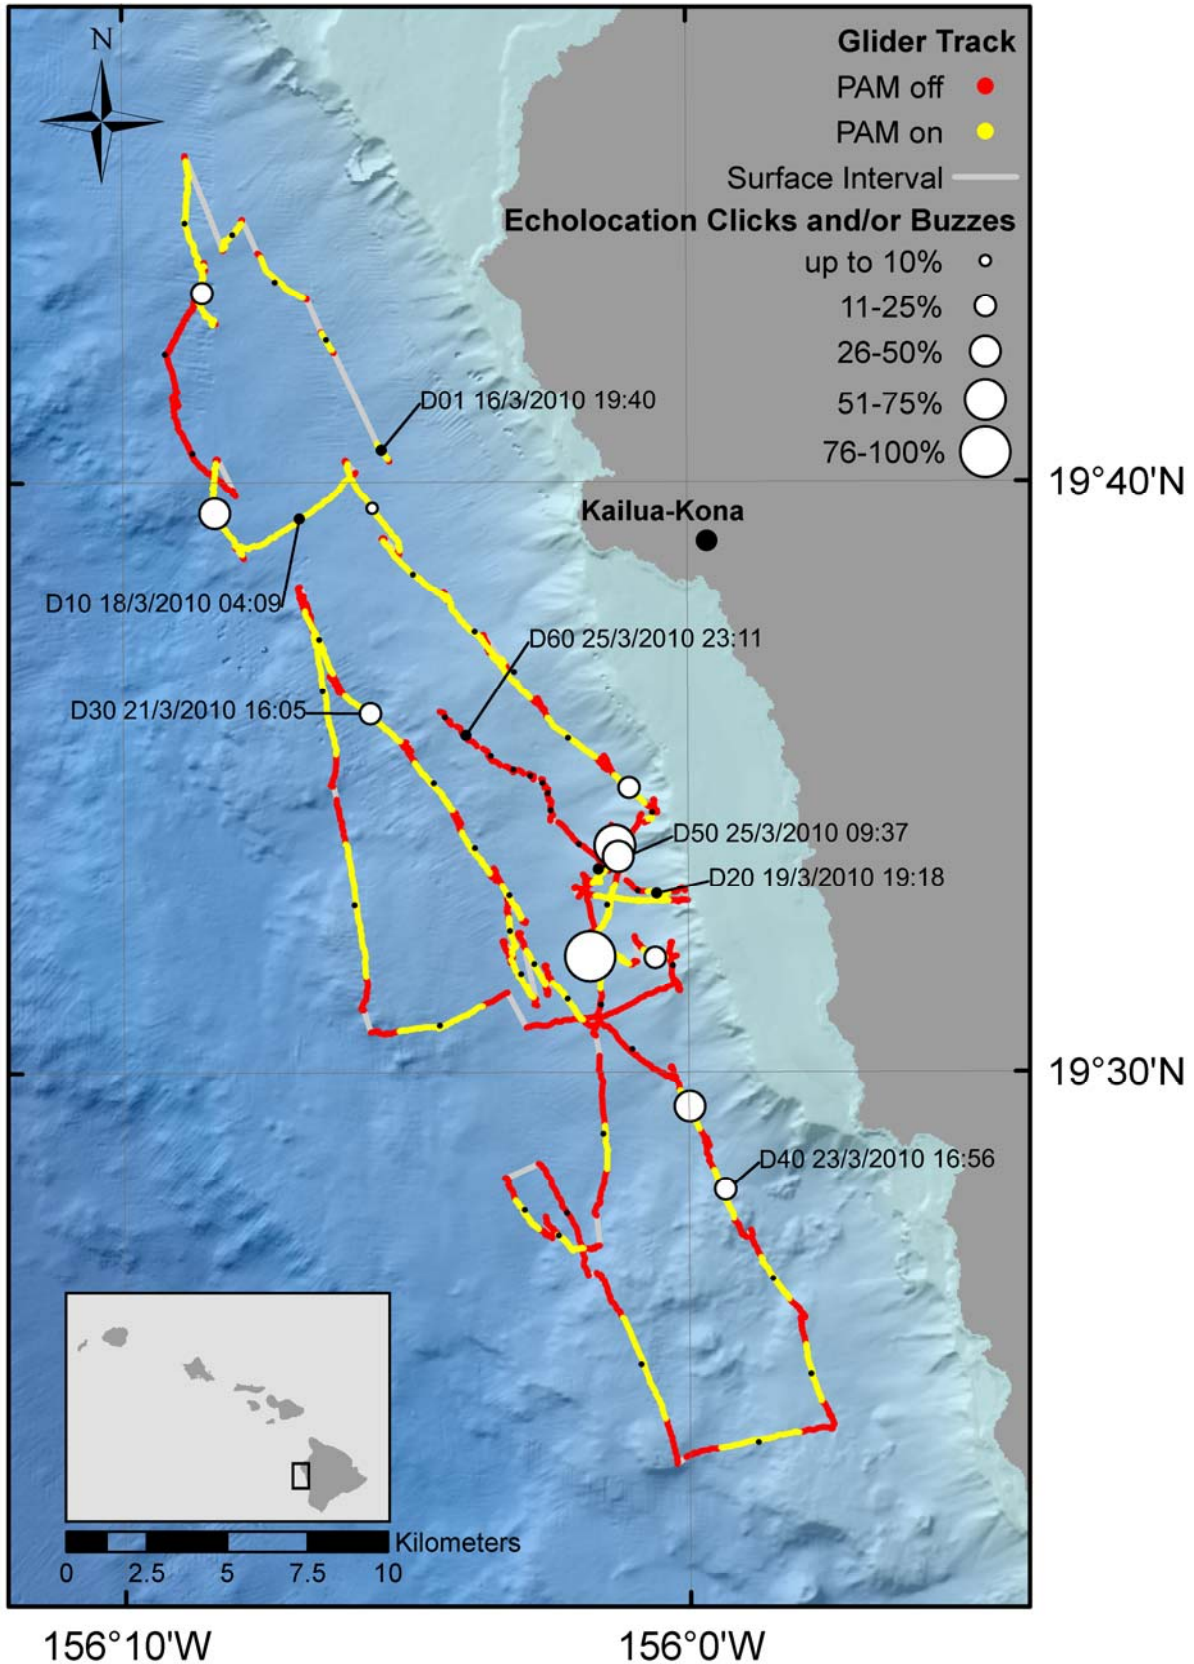 N
Glider Track
PAM off
PAM on
Surface Interval
Echolocation Clicks and/or Buzzes
up to 10%
11-25%
26-50%
51-75%
76-100%
D01 16/3/2010 19:40
19°40'N
Kailua-Kona
D10 18/3/2010 04:09
D60 25/3/2010 23:11
D30 21/3/2010 16:05
D50 25/3/2010 09:37
D20 19/3/2010 19:18
19°30'N
D40 23/3/2010 16:56
Kilometers
0 2.5 5 7.5 10
156°10'W 156°0'W